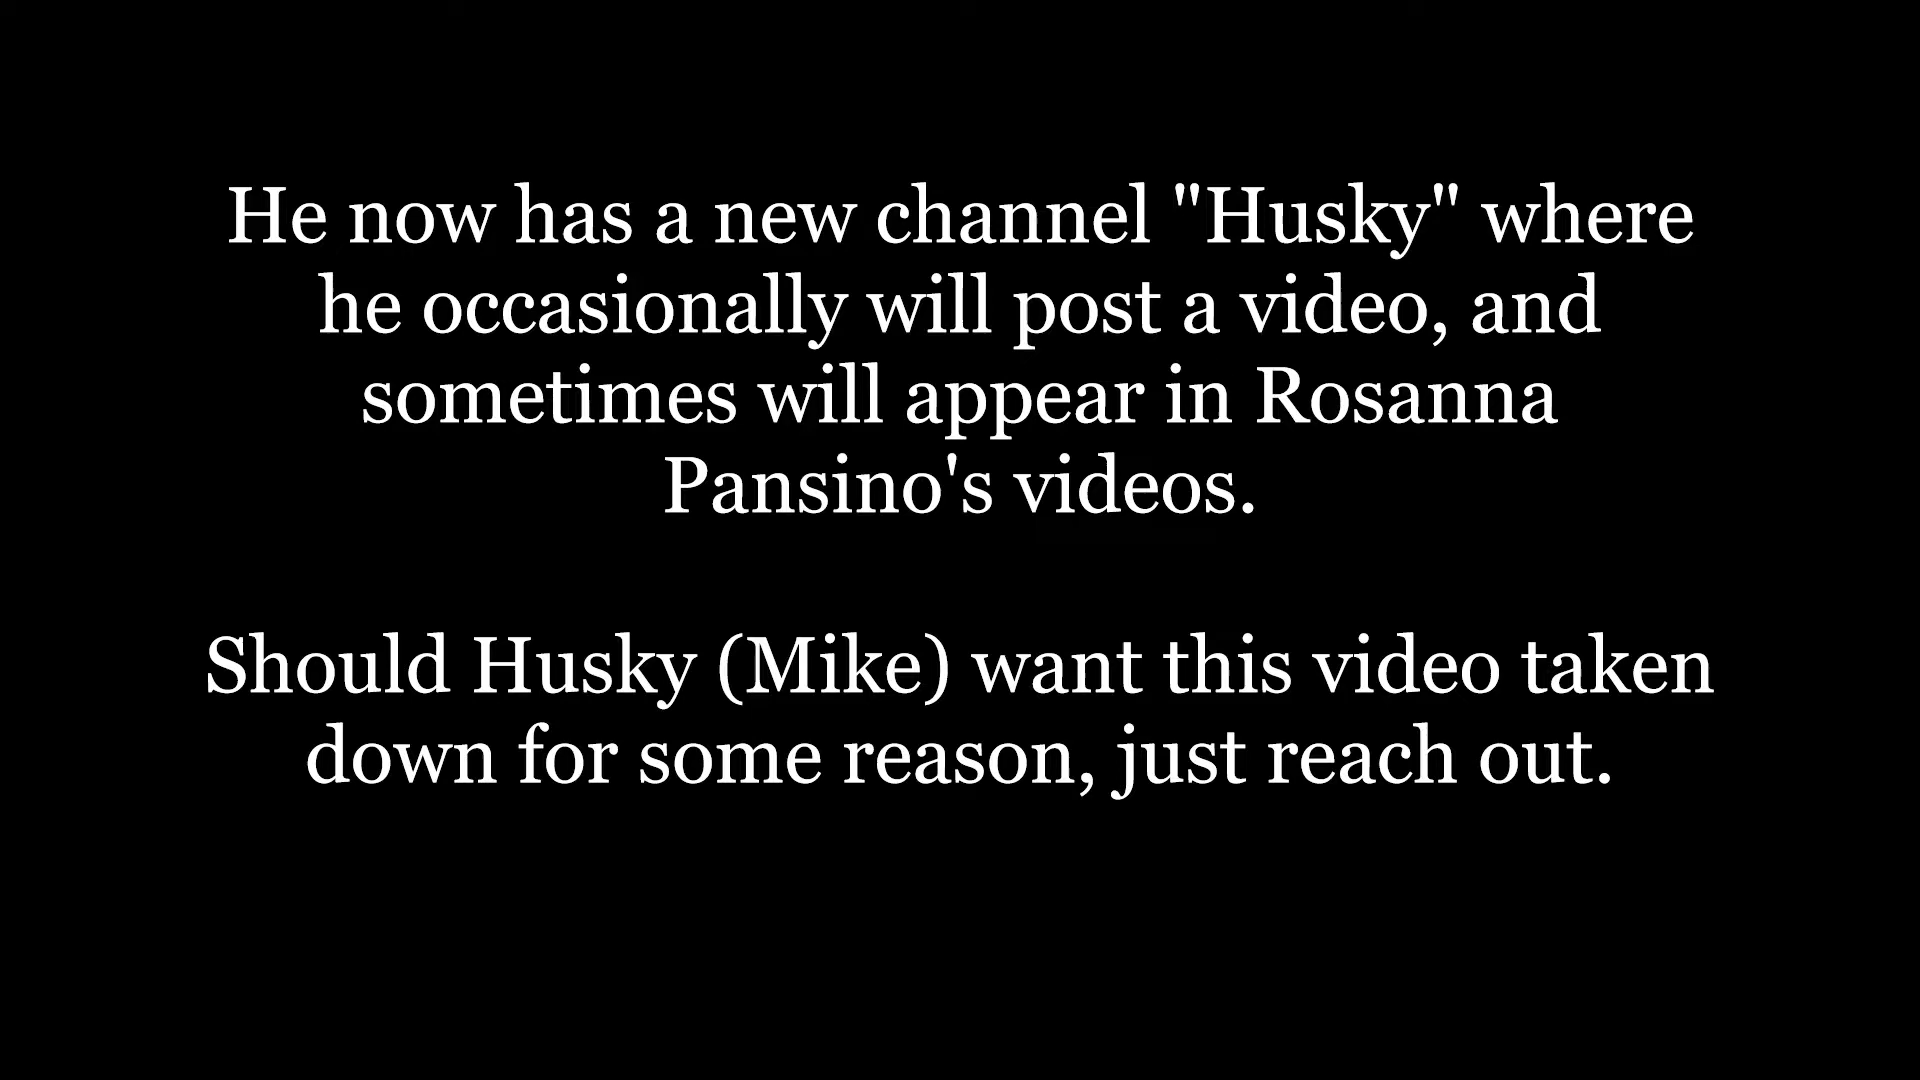 He now has a new channel "Husky" where
he occasionally will post a video, and
sometimes will appear in Rosanna
Pansino's videos.
Should Husky (Mike) want this video taken
down for some reason, just reach out.